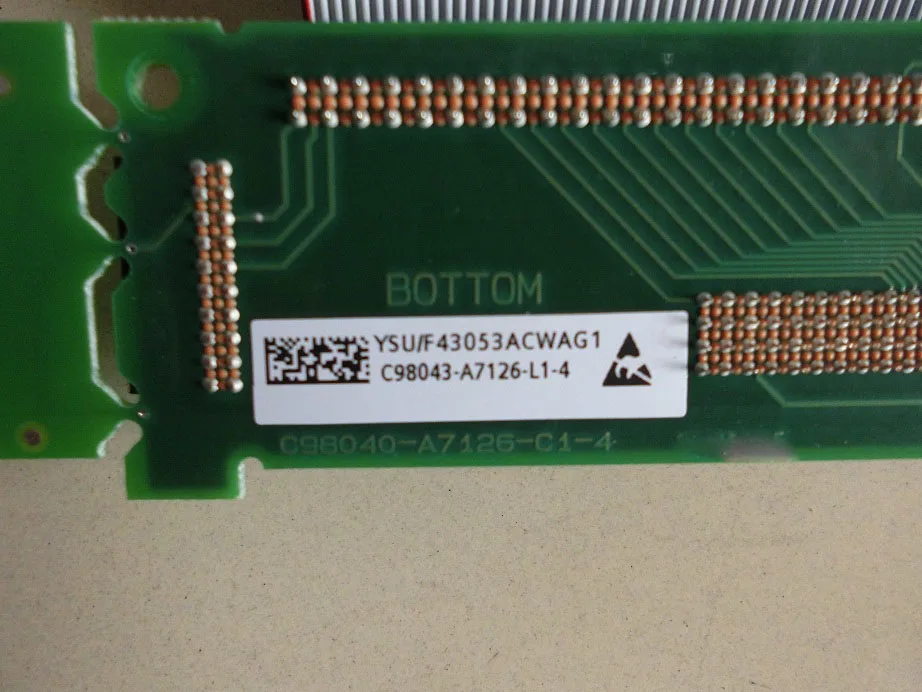 BOTTOM
YSU/F43053ACWAG1
C98043-A7126-L1-4
C98040-A7126-C1-4